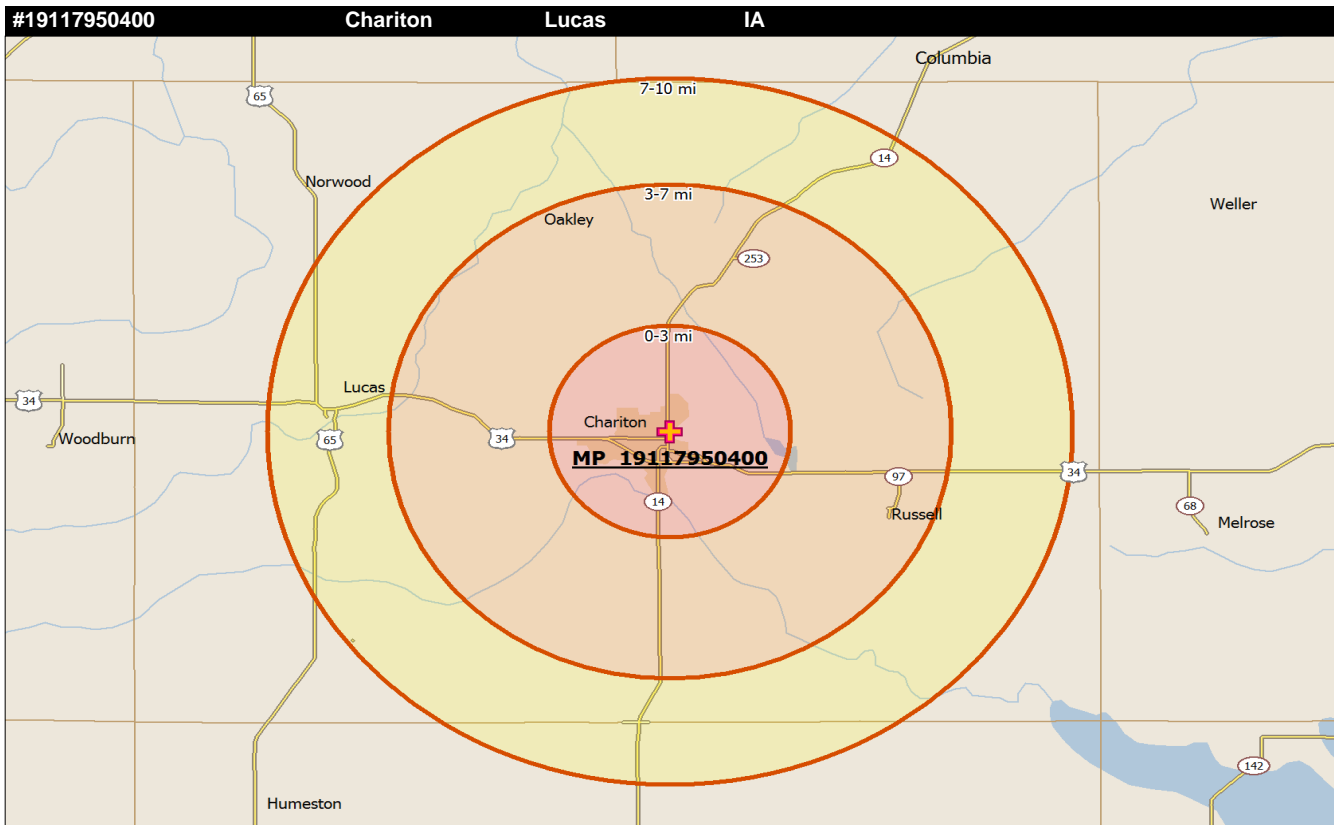 #19117950400 Chariton Lucas IA
Columbia
7-10 mi
65
14
Norwood
3-7 mi
Weller
Oakley
253
0-3 mi
Lucas
34
Chariton
65
34
Woodburn
MP 19117950400
34
97
14
68
Russell
Melrose
142
Humeston